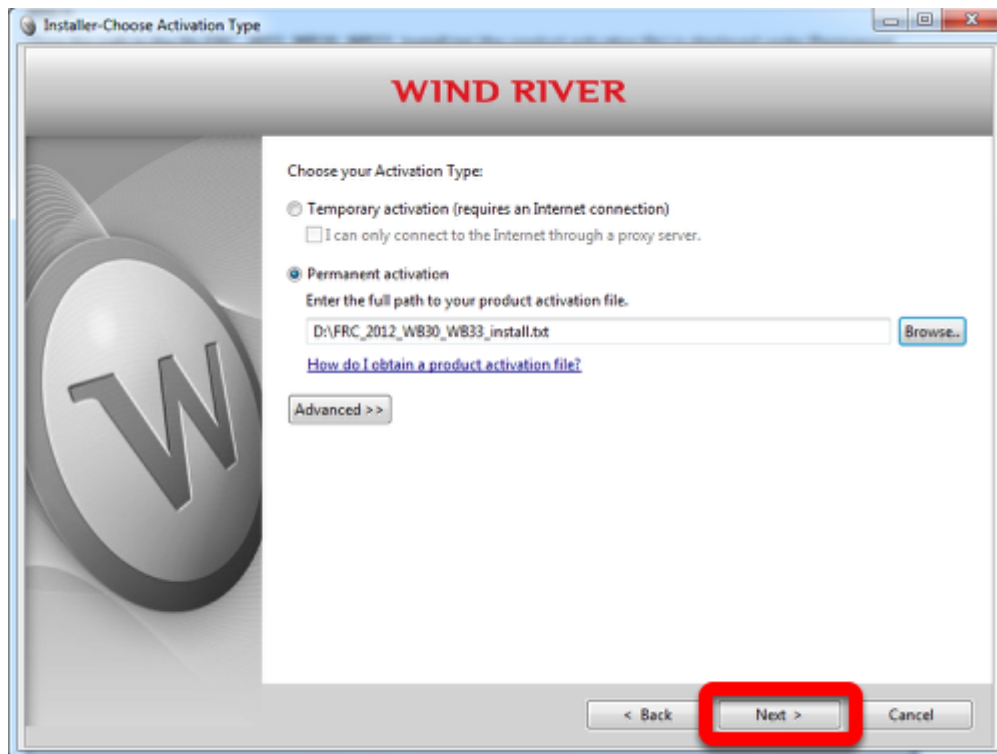 Installer-Choose Activation Type
WIND RIVER
Choose your Activation Type:
Temporary activation (requires an Internet connection)
I can only connect to the Internet through a proxy server.
Permanent activation
Enter the full path to your product activation file.
D:\FRC_2012_WB30_WB33_install.txt
Browse..
How do I obtain a product activation file?
Advanced >>
W
< Back
Next >
Cancel